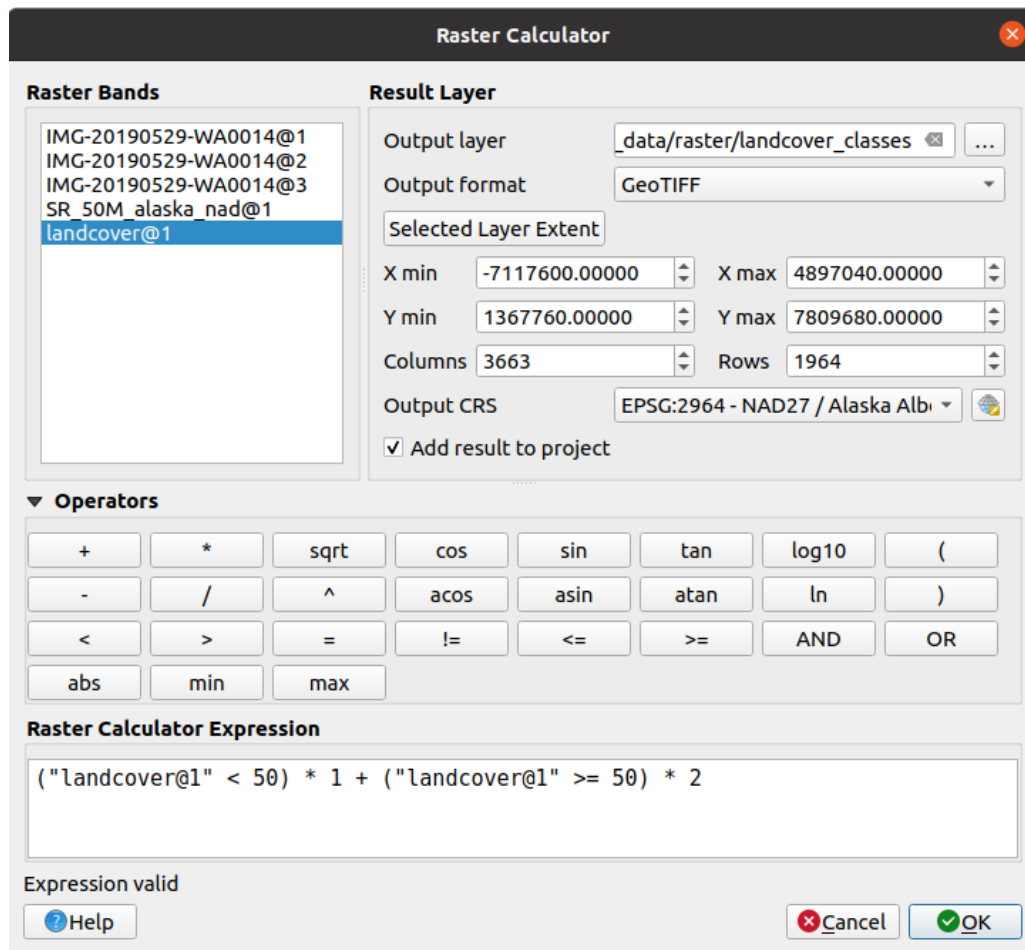 Raster Calculator
Raster Bands
IMG-20190529-WA0014@1
IMG-20190529-WA0014@2
IMG-20190529-WA0014@3
SR_50M_alaska_nad@1
landcover@1
Result Layer
Output layer _data/raster/landcover_classes ...
Output format GeoTIFF
Selected Layer Extent
X min -7117600.00000 X max 4897040.00000
Y min 1367760.00000 Y max 7809680.00000
Columns 3663 Rows 1964
Output CRS EPSG:2964 - NAD27 / Alaska Alb
Add result to project
Operators
+ * sqrt cos sin tan log10 (
- / ^ acos asin atan ln )
< > = != <= >= AND OR
abs min max
Raster Calculator Expression
("landcover@1" < 50) * 1 + ("landcover@1" >= 50) * 2
Expression valid
Help Cancel OK